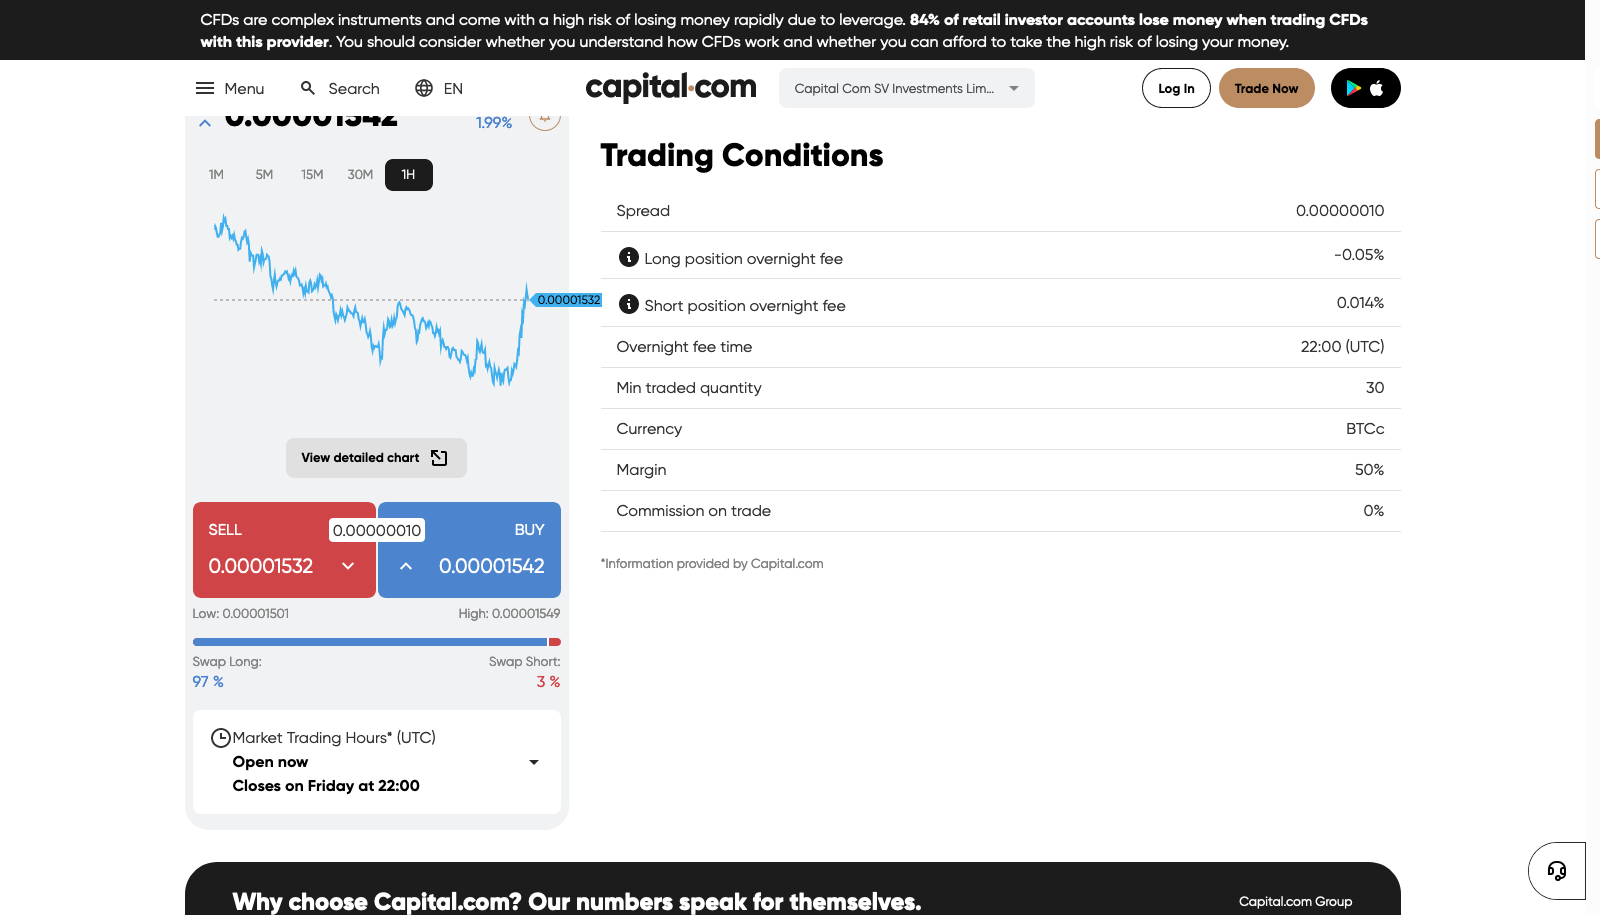 CFDs are complex instruments and come with a high risk of losing money rapidly due to leverage. 84% of retail investor accounts lose money when trading CFDs
with this provider. You should consider whether you understand how CFDs work and whether you can afford to take the high risk of losing your money.
Menu Search EN capital.com Capital Com SV Investments Lim... Log In Trade Now
0.00001542 1.99%
1M 5M 15M 30M 1H
0.00001532
View detailed chart
SELL 0.00000010 BUY
0.00001532 0.00001542
Low: 0.00001501 High: 0.00001549
Swap Long: Swap Short:
97 % 3 %
Market Trading Hours* (UTC)
Open now
Closes on Friday at 22:00
Trading Conditions
Spread 0.00000010
Long position overnight fee -0.05%
Short position overnight fee 0.014%
Overnight fee time 22:00 (UTC)
Min traded quantity 30
Currency BTCc
Margin 50%
Commission on trade 0%
*Information provided by Capital.com
Why choose Capital.com? Our numbers speak for themselves. Capital.com Group